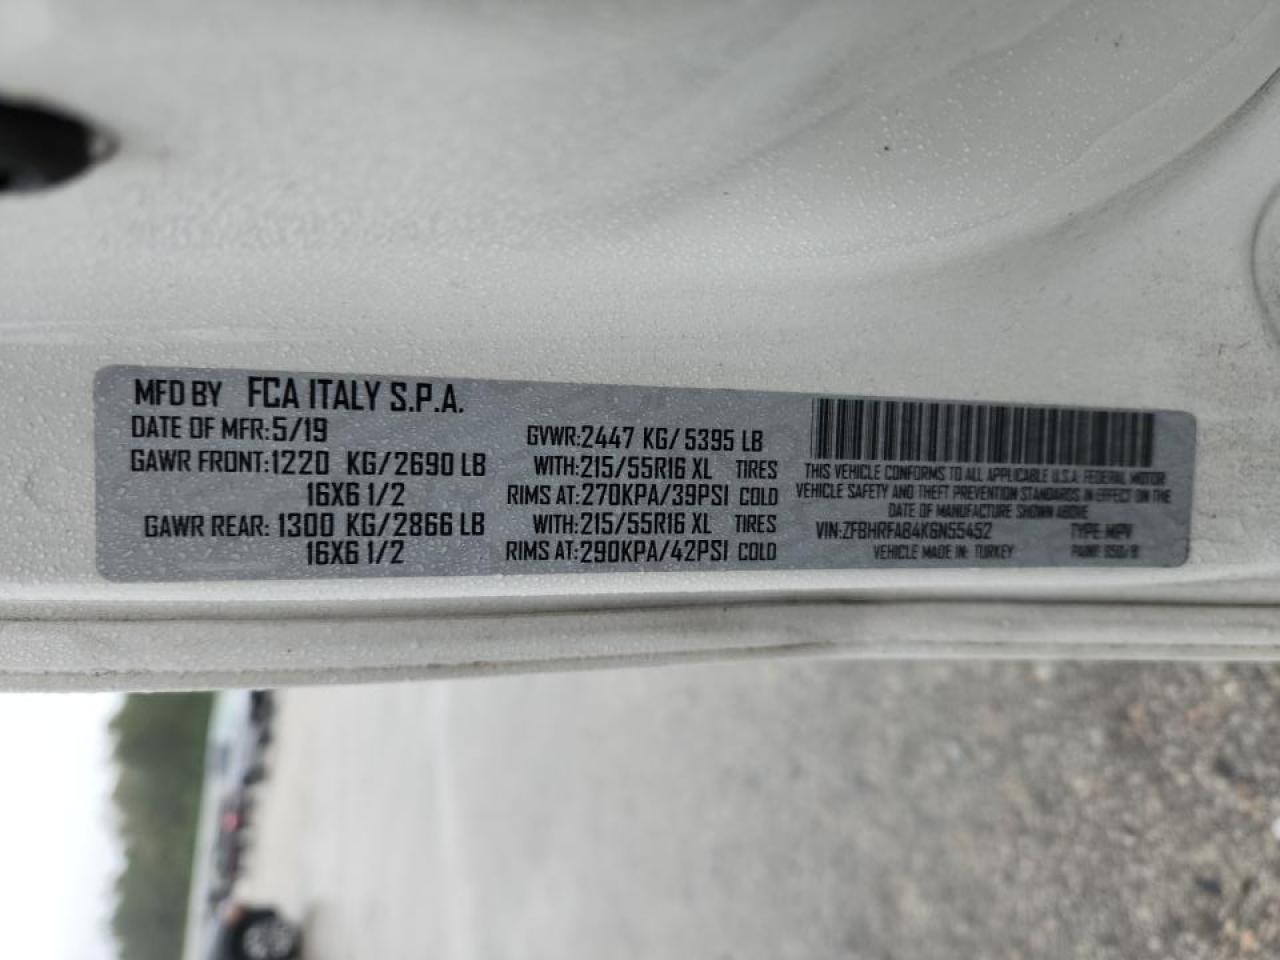 MFD BY FCA ITALY S.P.A.
DATE OF MFR: 5/19
GAWR FRONT: 1220 KG/2690 LB
16X6 1/2
GAWR REAR: 1300 KG/2866 LB
16X6 1/2
GVWR: 2447 KG/ 5395 LB
WITH: 215/55R16 XL TIRES
RIMS AT: 270KPA/39PSI COLD
WITH: 215/55R16 XL TIRES
RIMS AT: 290KPA/42PSI COLD
THIS VEHICLE CONFORMS TO ALL APPLICABLE U.S.A. FEDERAL MOTOR
VEHICLE SAFETY AND THEFT PREVENTION STANDARDS IN EFFECT ON THE
DATE OF MANUFACTURE SHOWN ABOVE
VIN: ZFBHRFAB4K6N55452 TYPE: MPV
VEHICLE MADE IN: TURKEY PAINT: